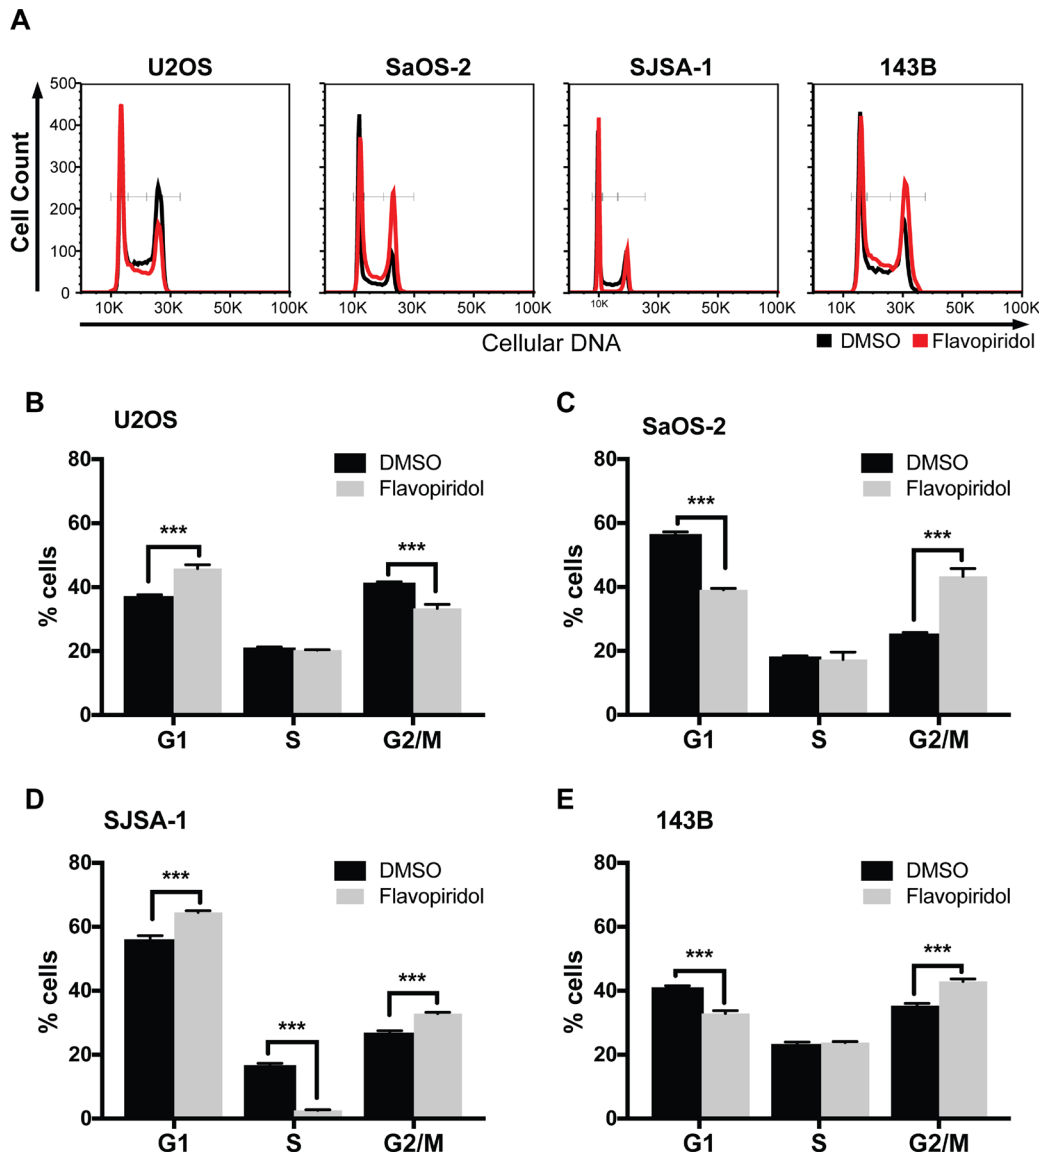 A
U2OS SaOS-2 SJSA-1 143B
500
400
300
200
100
0
Cell Count
10K 30K 50K 100K 10K 30K 50K 100K 10K 30K 50K 100K 10K 30K 50K 100K
Cellular DNA
DMSO Flavopiridol
B
U2OS
DMSO
Flavopiridol
80
60
40
20
0
% cells
***
***
G1 S G2/M
C
SaOS-2
DMSO
Flavopiridol
80
60
40
20
0
% cells
***
***
G1 S G2/M
D
SJSA-1
DMSO
Flavopiridol
80
60
40
20
0
% cells
***
***
***
G1 S G2/M
E
143B
DMSO
Flavopiridol
80
60
40
20
0
% cells
***
***
G1 S G2/M